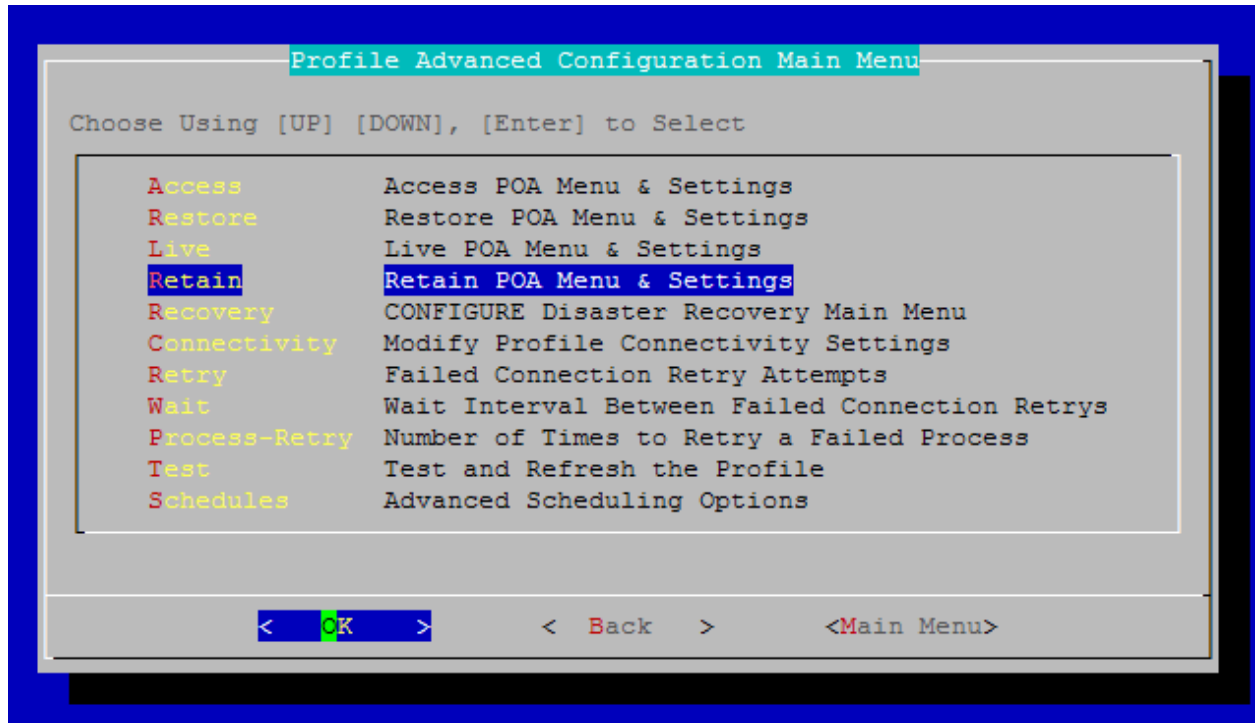 Profile Advanced Configuration Main Menu
Choose Using [UP] [DOWN], [Enter] to Select
Access Access POA Menu & Settings
Restore Restore POA Menu & Settings
Live Live POA Menu & Settings
Retain Retain POA Menu & Settings
Recovery CONFIGURE Disaster Recovery Main Menu
Connectivity Modify Profile Connectivity Settings
Retry Failed Connection Retry Attempts
Wait Wait Interval Between Failed Connection Retrys
Process-Retry Number of Times to Retry a Failed Process
Test Test and Refresh the Profile
Schedules Advanced Scheduling Options
< OK > < Back > <Main Menu>